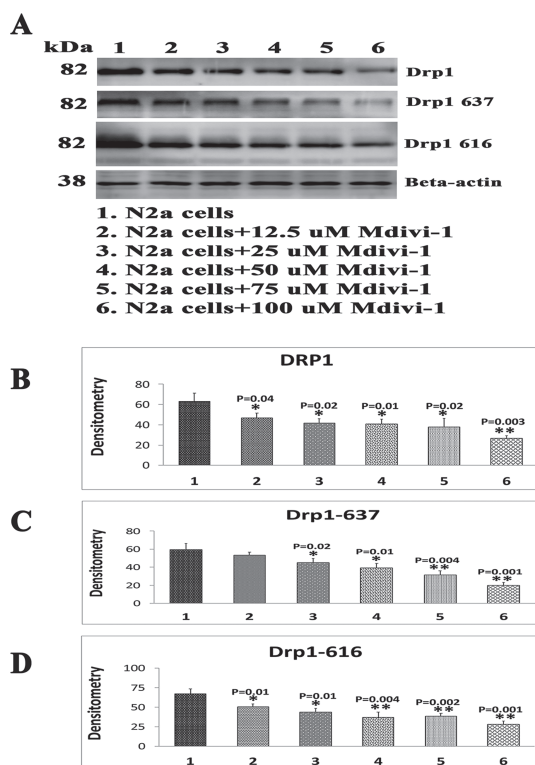 A
kDa 1 2 3 4 5 6
82 Drp1
82 Drp1 637
82 Drp1 616
38 Beta-actin
1. N2a cells
2. N2a cells+12.5 uM Mdivi-1
3. N2a cells+25 uM Mdivi-1
4. N2a cells+50 uM Mdivi-1
5. N2a cells+75 uM Mdivi-1
6. N2a cells+100 uM Mdivi-1
B
DRP1
Densitometry
80
60
40
20
0
P=0.04 P=0.02 P=0.01 P=0.02 P=0.003
* * * * **
1 2 3 4 5 6
C
Drp1-637
Densitometry
80
60
40
20
0
P=0.02 P=0.01 P=0.004 P=0.001
* * ** **
1 2 3 4 5 6
D
Drp1-616
Densitometry
100
75
50
25
0
P=0.01 P=0.01 P=0.004 P=0.002 P=0.001
* * ** ** **
1 2 3 4 5 6